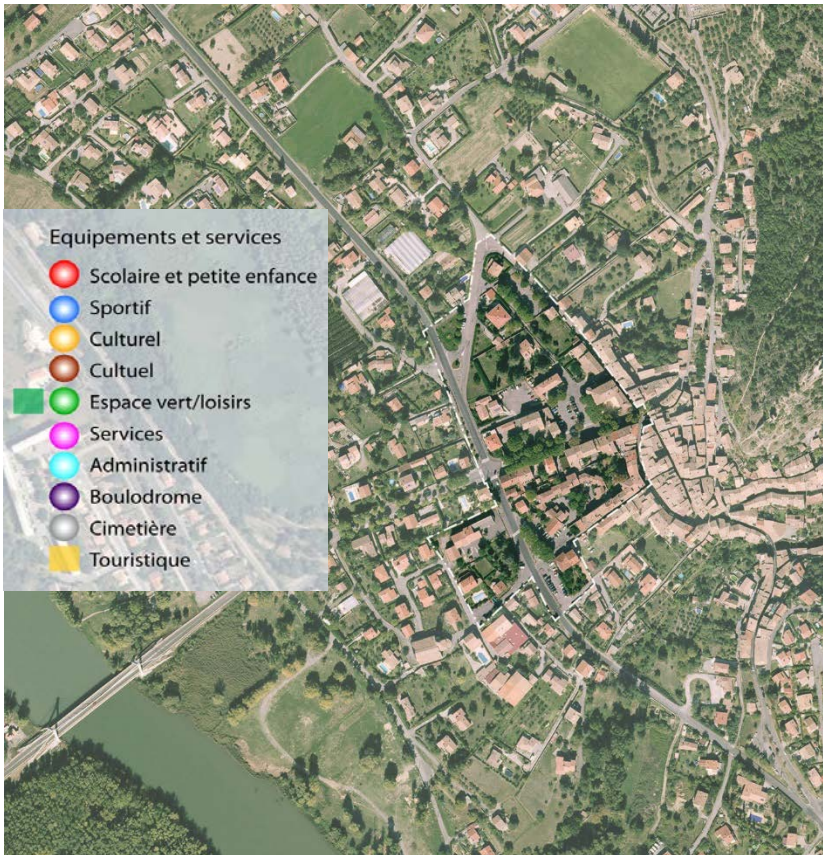 Equipements et services
Scolaire et petite enfance
Sportif
Culturel
Cultuel
Espace vert/loisirs
Services
Administratif
Boulodrome
Cimetière
Touristique